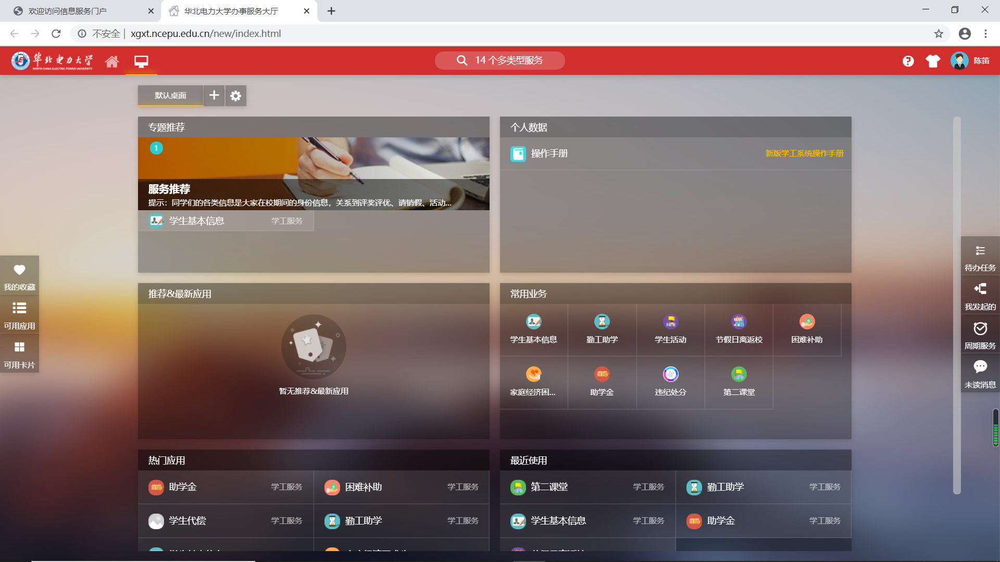 欢迎访问信息服务门户
华北电力大学办事服务大厅
不安全 | xgxt.ncepu.edu.cn/new/index.html
华北电力大学
NORTH CHINA ELECTRIC POWER UNIVERSITY
14 个多类型服务
陈笛
默认桌面
专题推荐
1
服务推荐
提示：同学们的各类信息是大家在校期间的身份信息，关系到评奖评优、请销假、活动...
学生基本信息 学工服务
个人数据
操作手册 新版学工系统操作手册
我的收藏
可用应用
可用卡片
推荐&最新应用
暂无推荐&最新应用
常用业务
学生基本信息
勤工助学
学生活动
节假日离返校
困难补助
家庭经济困...
助学金
违纪处分
第二课堂
待办任务
我发起的
周期服务
未读消息
热门应用
助学金 学工服务
困难补助 学工服务
学生代偿 学工服务
勤工助学 学工服务
最近使用
第二课堂 学工服务
勤工助学 学工服务
学生基本信息 学工服务
助学金 学工服务